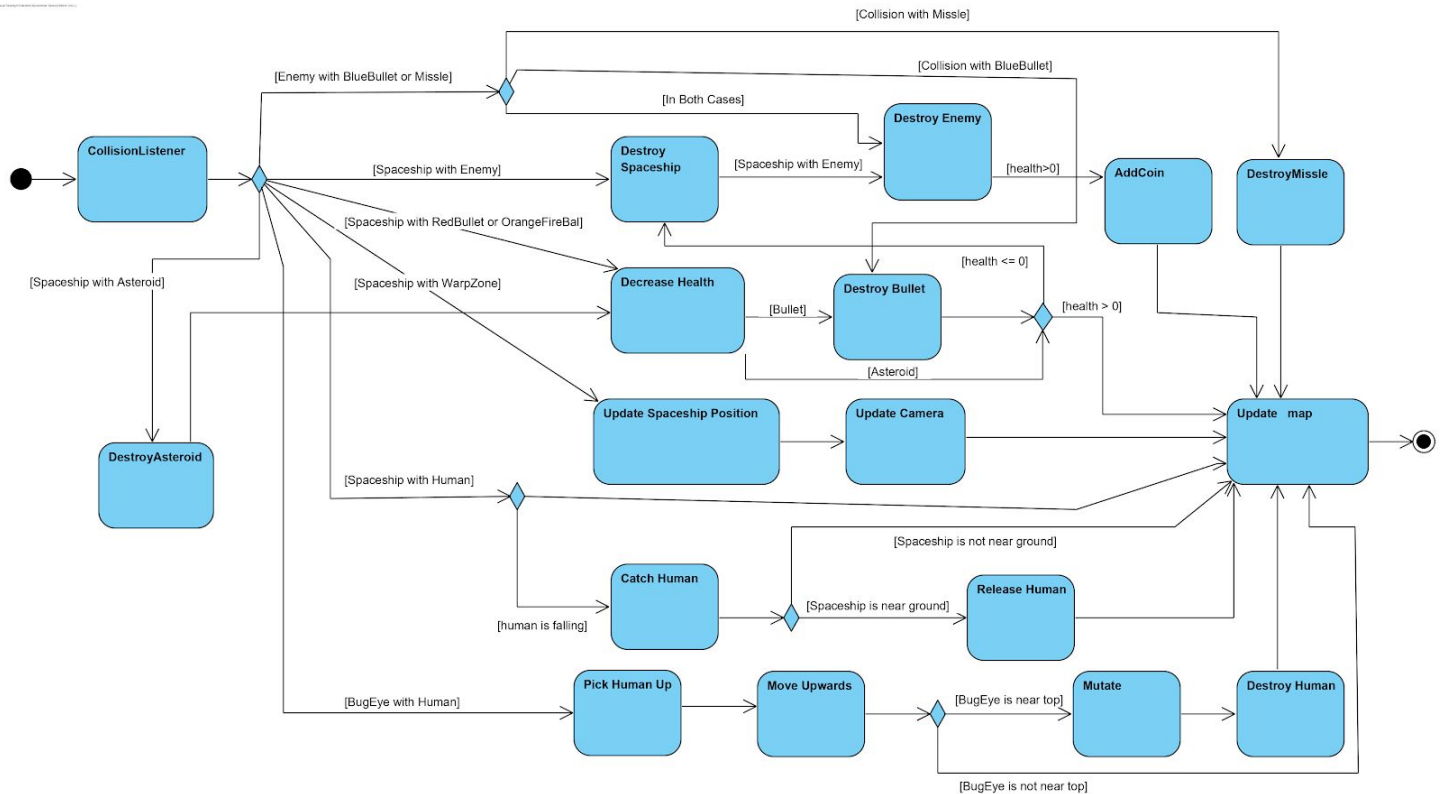 [Collision with Missle]
[Enemy with BlueBullet or Missle]
[Collision with BlueBullet]
[In Both Cases]
Destroy Enemy
CollisionListener
Destroy
Spaceship
[Spaceship with Enemy]
[Spaceship with Enemy]
[health>0]
AddCoin
DestroyMissle
[Spaceship with RedBullet or OrangeFireBal]
[health <= 0]
[Spaceship with Asteroid]
[Spaceship with WarpZone]
Decrease Health
Destroy Bullet
[Bullet]
[health > 0]
[Asteroid]
Update Spaceship Position
Update Camera
Update map
DestroyAsteroid
[Spaceship with Human]
[Spaceship is not near ground]
Catch Human
Release Human
[Spaceship is near ground]
[human is falling]
Pick Human Up
Move Upwards
Mutate
Destroy Human
[BugEye with Human]
[BugEye is near top]
[BugEye is not near top]